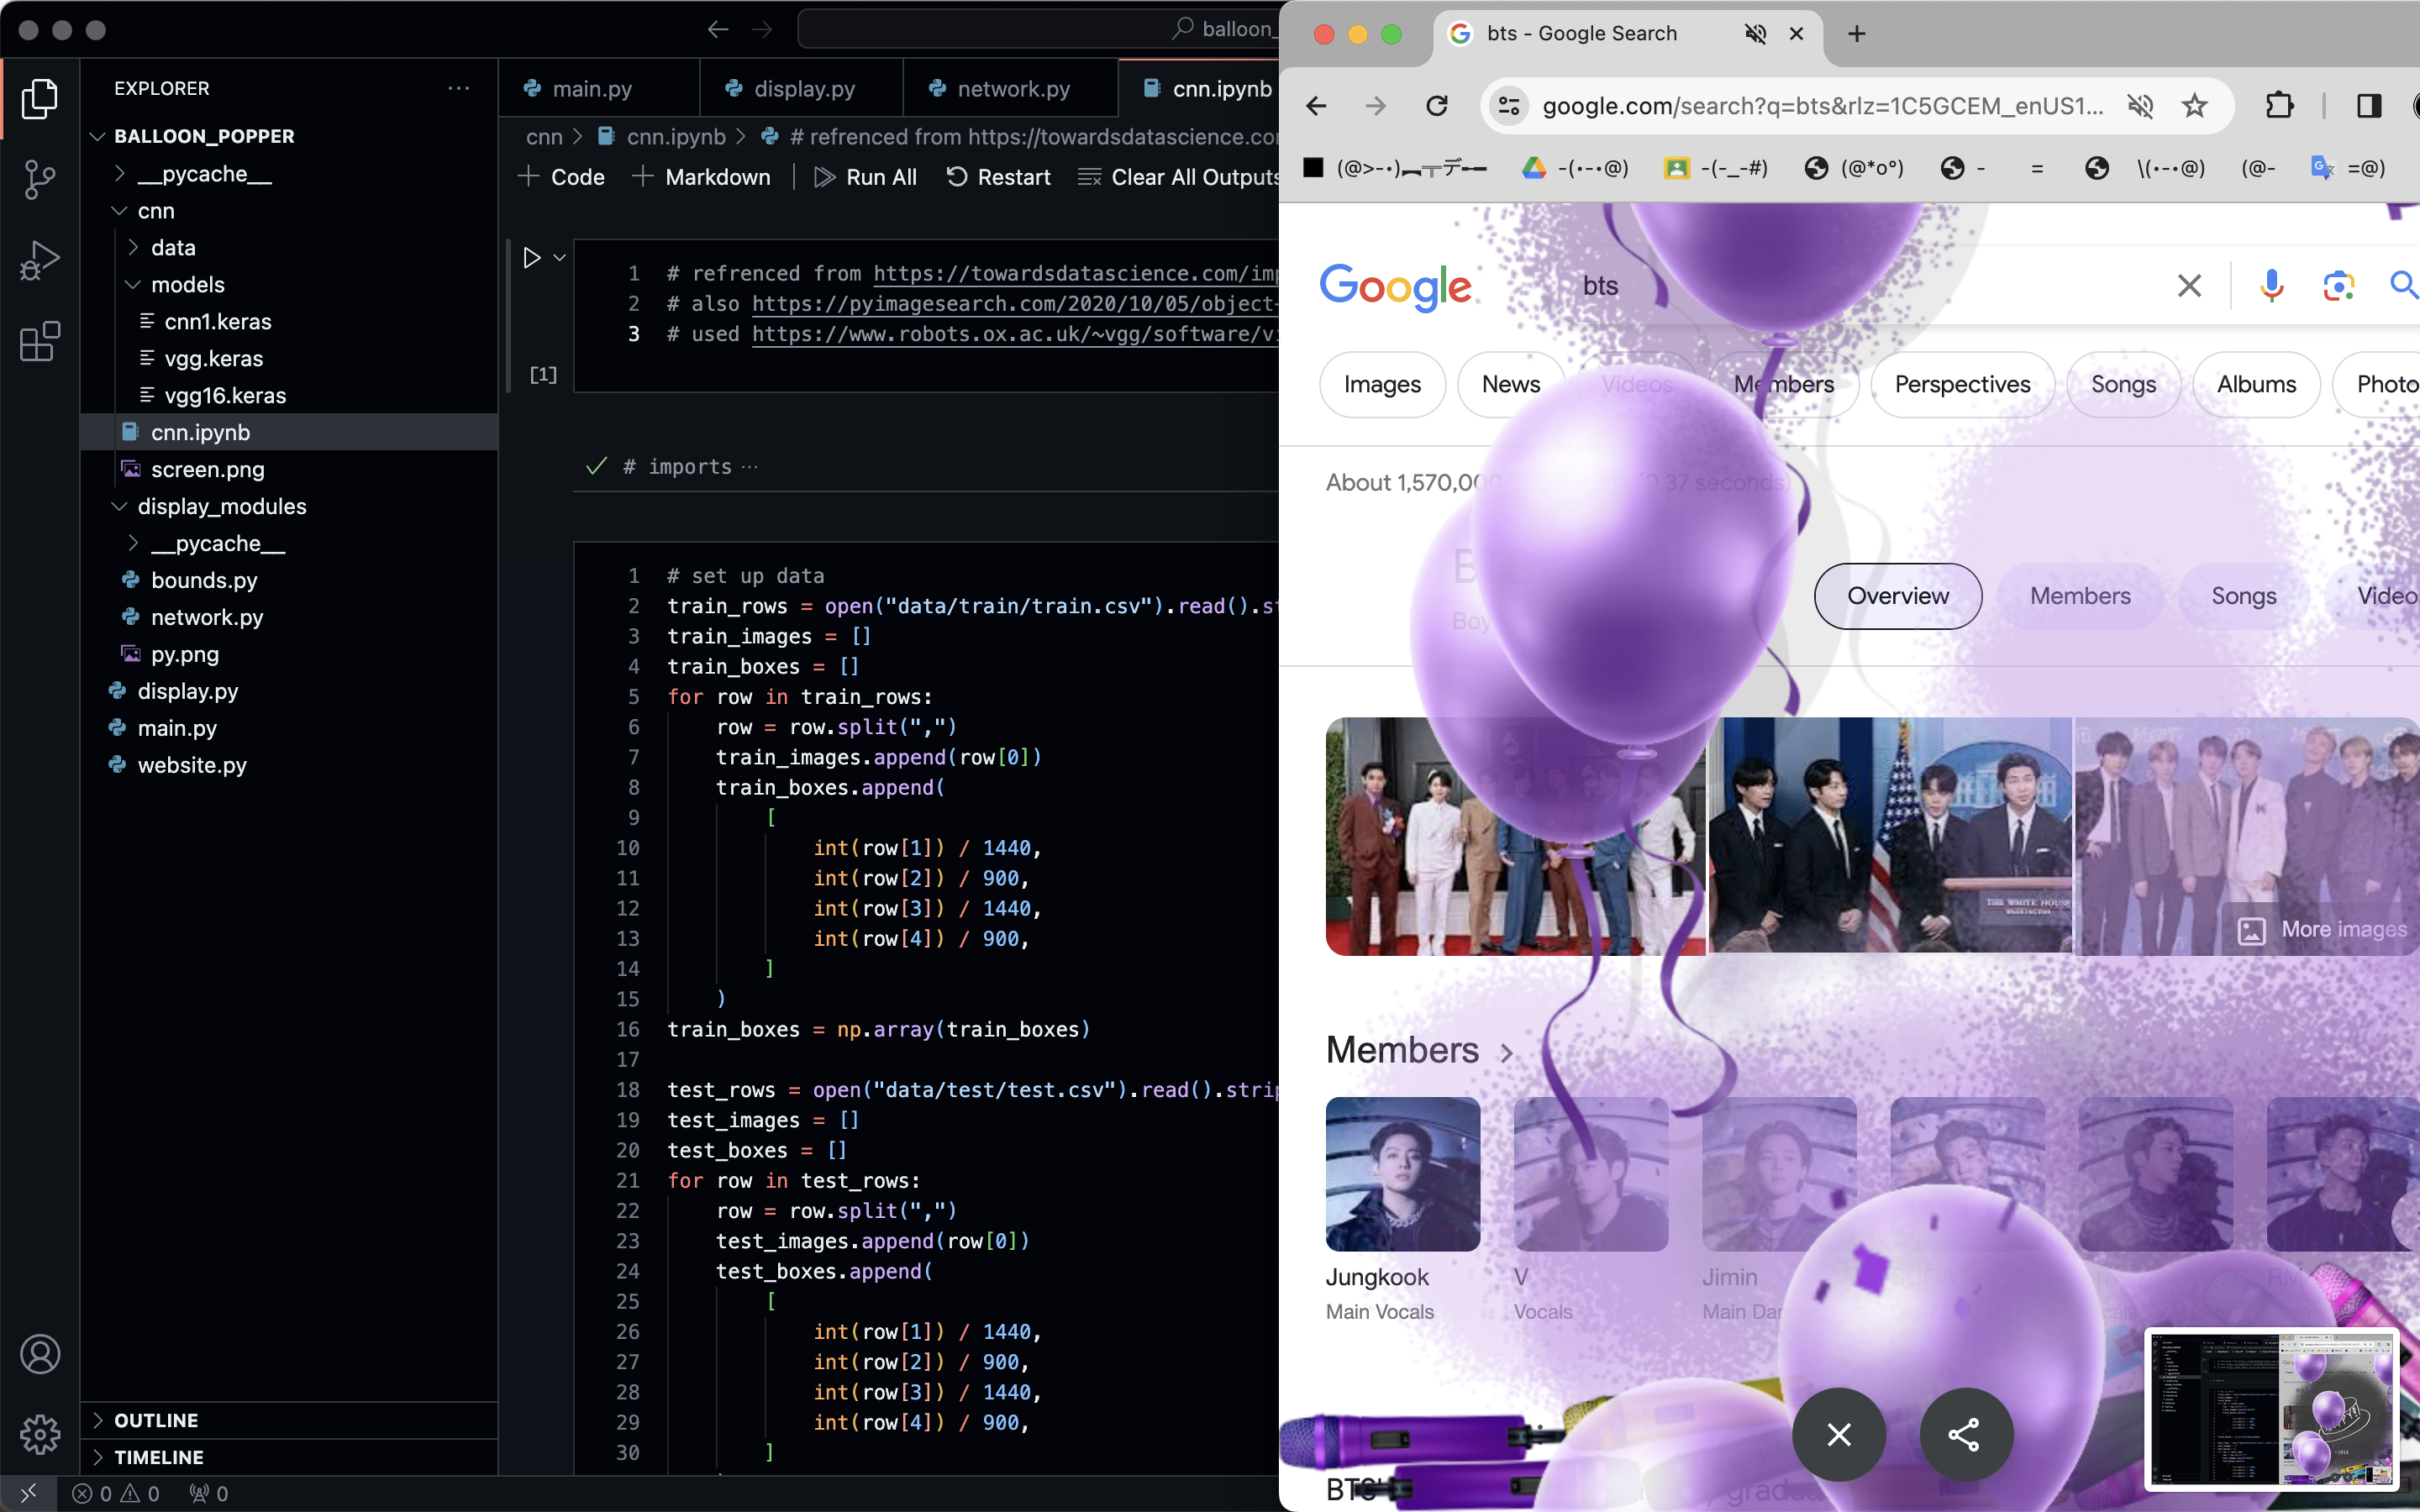 balloon_
EXPLORER
BALLOON_POPPER
__pycache__
cnn
data
models
cnn1.keras
vgg.keras
vgg16.keras
cnn.ipynb
screen.png
display_modules
__pycache__
bounds.py
network.py
py.png
display.py
main.py
website.py
OUTLINE
TIMELINE
0 0 0
main.py display.py network.py cnn.ipynb
cnn > cnn.ipynb > # refrenced from https://towardsdatascience.co
Code Markdown Run All Restart Clear All Outputs
1 # refrenced from https://towardsdatascience.com/im
2 # also https://pyimagesearch.com/2020/10/05/object-
3 # used https://www.robots.ox.ac.uk/~vgg/software/vi
[1]
# imports ···
1 # set up data
2 train_rows = open("data/train/train.csv").read().st
3 train_images = []
4 train_boxes = []
5 for row in train_rows:
6 row = row.split(",")
7 train_images.append(row[0])
8 train_boxes.append(
9 [
10 int(row[1]) / 1440,
11 int(row[2]) / 900,
12 int(row[3]) / 1440,
13 int(row[4]) / 900,
14 ]
15 )
16 train_boxes = np.array(train_boxes)
17
18 test_rows = open("data/test/test.csv").read().strip
19 test_images = []
20 test_boxes = []
21 for row in test_rows:
22 row = row.split(",")
23 test_images.append(row[0])
24 test_boxes.append(
25 [
26 int(row[1]) / 1440,
27 int(row[2]) / 900,
28 int(row[3]) / 1440,
29 int(row[4]) / 900,
30 ]
bts - Google Search
google.com/search?q=bts&rlz=1C5GCEM_enUS1...
(@>-•)︻╦デ╾━ -(•-•@) -(-_-#) (@*o°) - = \(•-•@) (@- =@)
Google bts
Images News Videos Members Perspectives Songs Albums Photo
About 1,570,00 0.37 seconds)
Boy
Overview Members Songs Video
THE WHITE HOUS
WASHINGTON
More images
Members
Jungkook V Jimin RM
Main Vocals Vocals Main Dan
BTS